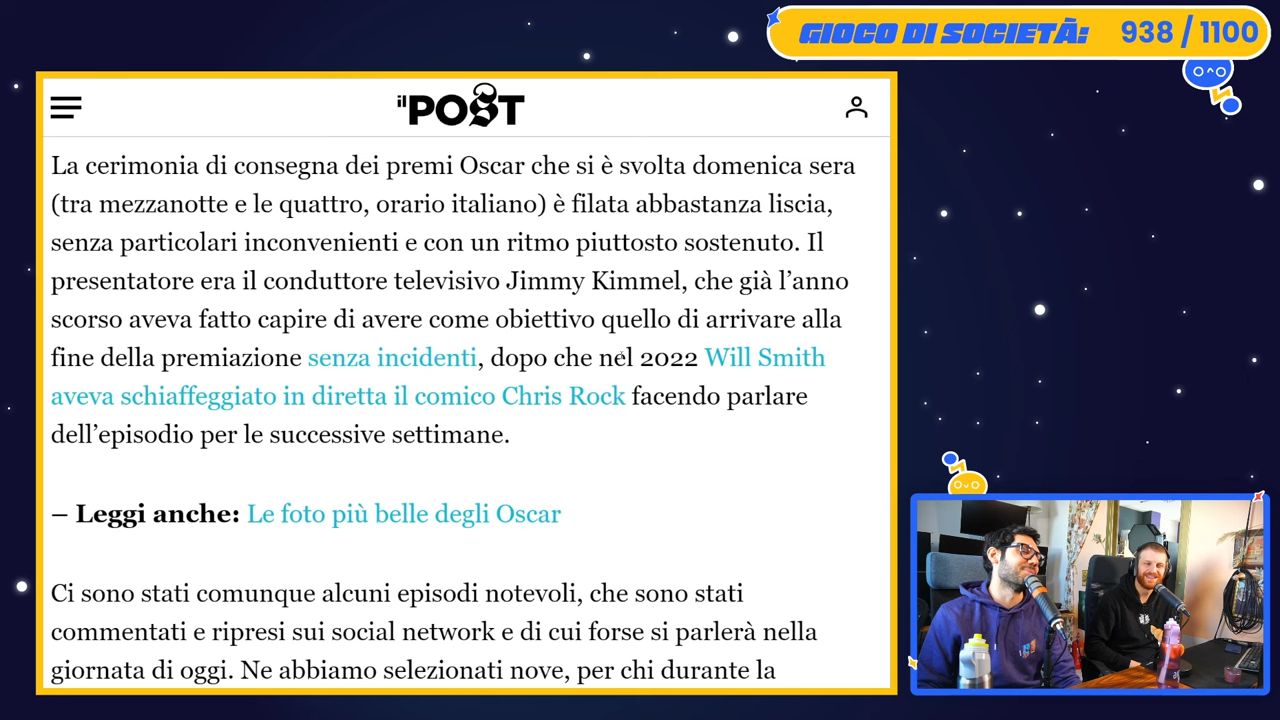 GIOCO DI SOCIETÀ: 938 / 1100
il POST
La cerimonia di consegna dei premi Oscar che si è svolta domenica sera
(tra mezzanotte e le quattro, orario italiano) è filata abbastanza liscia,
senza particolari inconvenienti e con un ritmo piuttosto sostenuto. Il
presentatore era il conduttore televisivo Jimmy Kimmel, che già l’anno
scorso aveva fatto capire di avere come obiettivo quello di arrivare alla
fine della premiazione senza incidenti, dopo che nel 2022 Will Smith
aveva schiaffeggiato in diretta il comico Chris Rock facendo parlare
dell’episodio per le successive settimane.
– Leggi anche: Le foto più belle degli Oscar
Ci sono stati comunque alcuni episodi notevoli, che sono stati
commentati e ripresi sui social network e di cui forse si parlerà nella
giornata di oggi. Ne abbiamo selezionati nove, per chi durante la